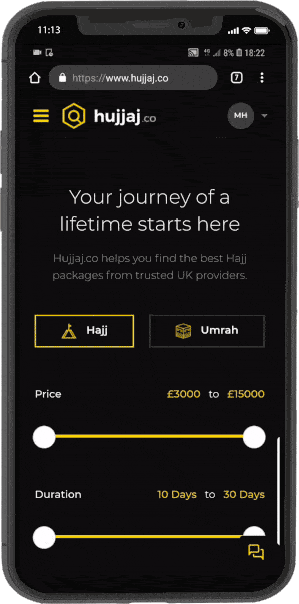 11:13
4G 8% 18:22
https://www.hujjaj.co
7
hujjaj.co
MH
Your journey of a
lifetime starts here
Hujjaj.co helps you find the best Hajj
packages from trusted UK providers.
Hajj
Umrah
Price £3000 to £15000
Duration 10 Days to 30 Days